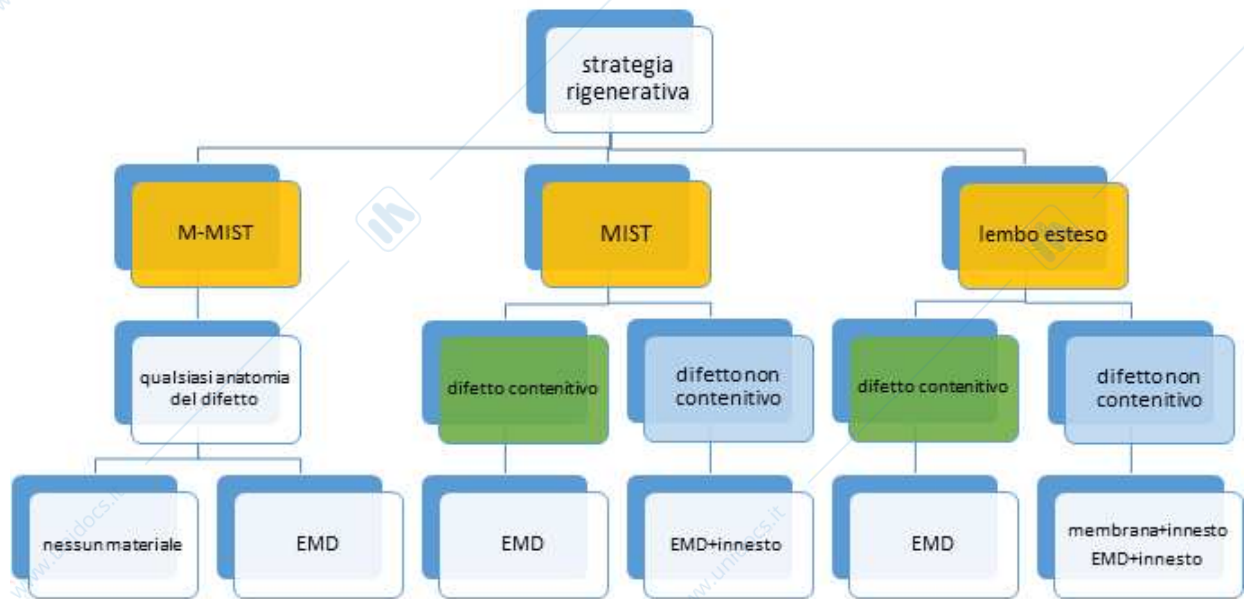 strategia
rigenerativa
M-MIST
MIST
lembo esteso
qualsiasi anatomia
del difetto
difetto contenitivo
difetto non
contenitivo
difetto contenitivo
difetto non
contenitivo
nessun materiale
EMD
EMD
EMD+innesto
EMD
membrana+innesto
EMD+innesto